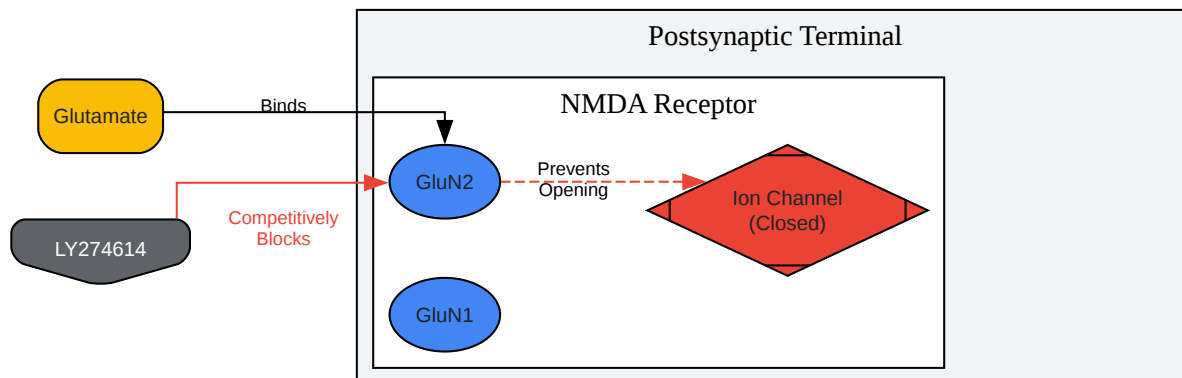 Postsynaptic Terminal
NMDA Receptor
Glutamate
Binds
GluN2
Prevents
Opening
Ion Channel
(Closed)
Competitively
Blocks
LY274614
GluN1